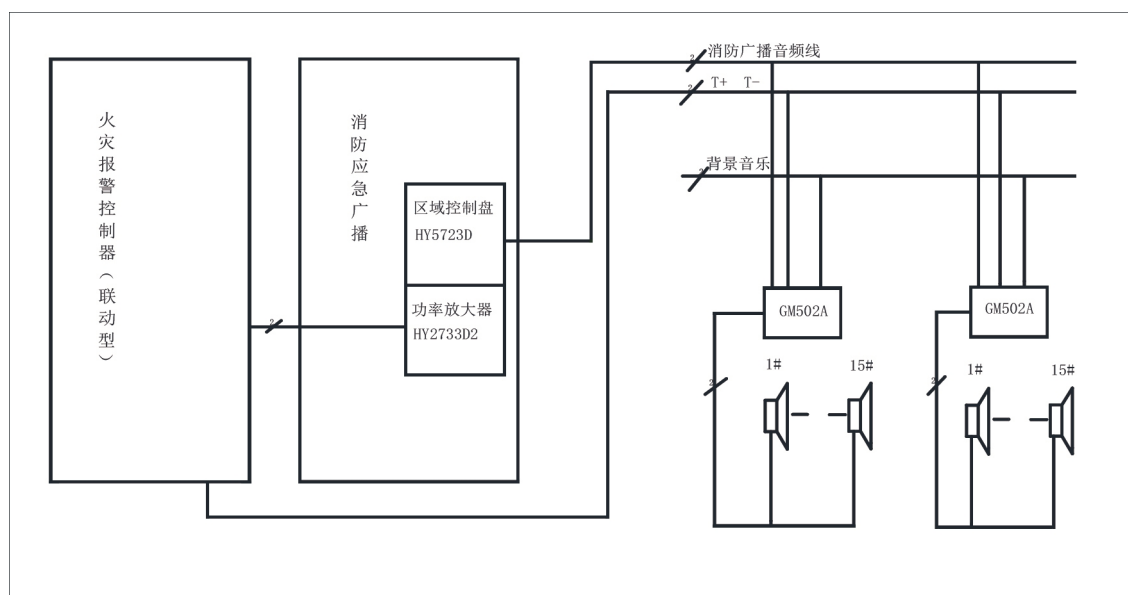 火灾报警控制器（联动型）
消防应急广播
区域控制盘
HY5723D
功率放大器
HY2733D2
2
2
消防广播音频线
2
T+ T-
2
背景音乐
GM502A
GM502A
2
1# 15#
2
1# 15#